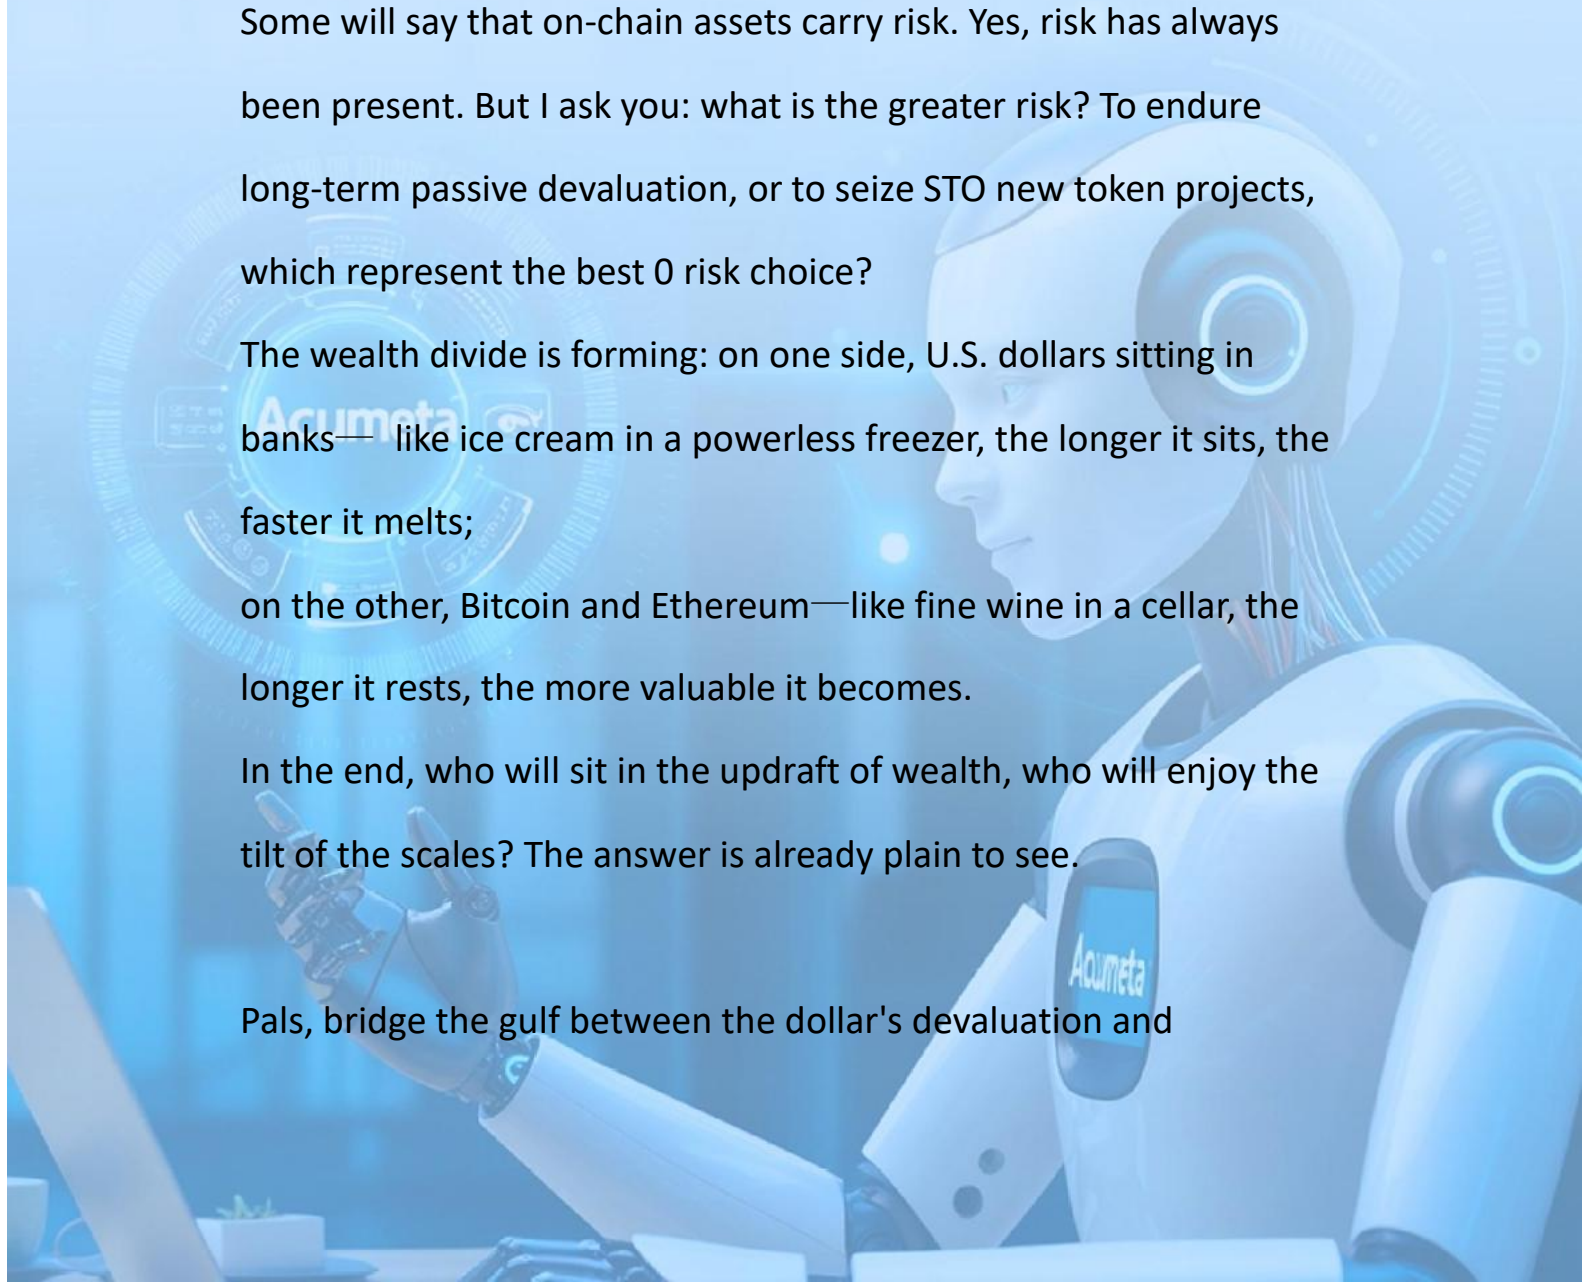 Some will say that on-chain assets carry risk. Yes, risk has always
been present. But I ask you: what is the greater risk? To endure
long-term passive devaluation, or to seize STO new token projects,
which represent the best 0 risk choice?
The wealth divide is forming: on one side, U.S. dollars sitting in
Acumeta
banks— like ice cream in a powerless freezer, the longer it sits, the
faster it melts;
on the other, Bitcoin and Ethereum—like fine wine in a cellar, the
longer it rests, the more valuable it becomes.
In the end, who will sit in the updraft of wealth, who will enjoy the
tilt of the scales? The answer is already plain to see.
Acumeta
Pals, bridge the gulf between the dollar's devaluation and